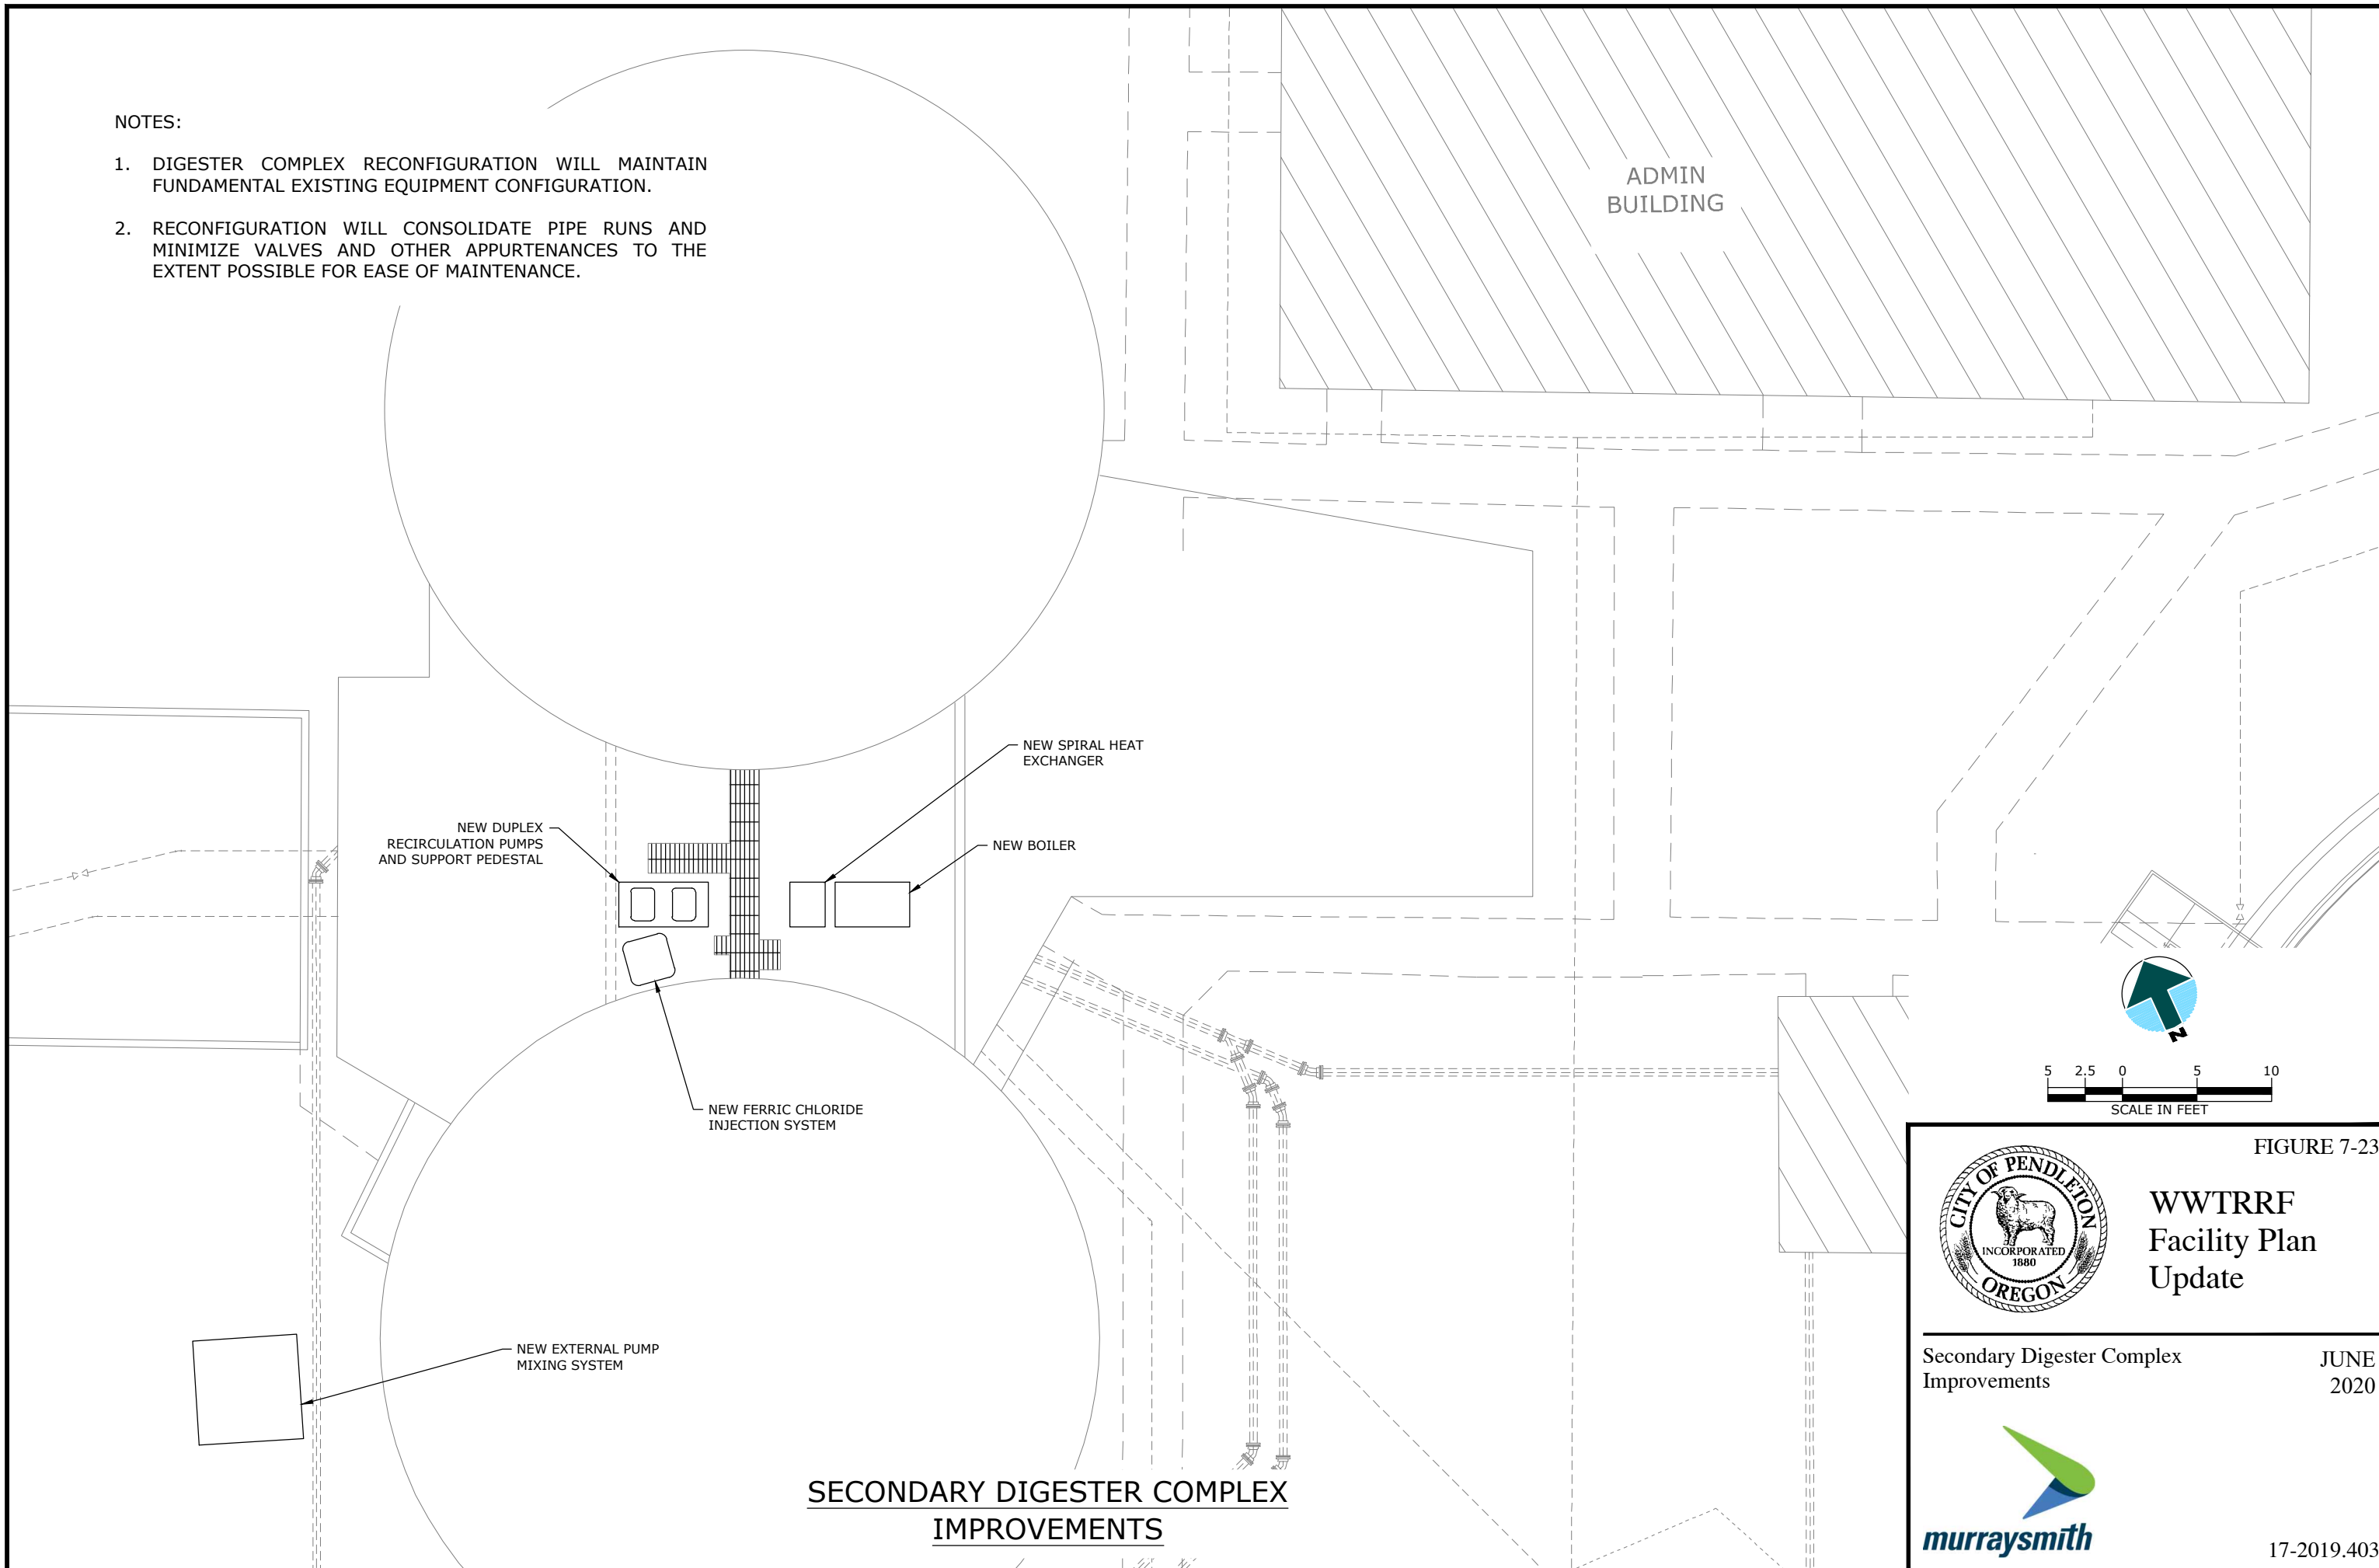 NOTES:
1. DIGESTER COMPLEX RECONFIGURATION WILL MAINTAIN
FUNDAMENTAL EXISTING EQUIPMENT CONFIGURATION.
2. RECONFIGURATION WILL CONSOLIDATE PIPE RUNS AND
MINIMIZE VALVES AND OTHER APPURTENANCES TO THE
EXTENT POSSIBLE FOR EASE OF MAINTENANCE.
ADMIN
BUILDING
NEW SPIRAL HEAT
EXCHANGER
NEW DUPLEX
RECIRCULATION PUMPS
AND SUPPORT PEDESTAL
NEW BOILER
NEW FERRIC CHLORIDE
INJECTION SYSTEM
NEW EXTERNAL PUMP
MIXING SYSTEM
SECONDARY DIGESTER COMPLEX
IMPROVEMENTS
N
5 2.5 0 5 10
SCALE IN FEET
FIGURE 7-23
CITY OF PENDLETON
INCORPORATED
1880
OREGON
WWTRRF
Facility Plan
Update
Secondary Digester Complex
Improvements
JUNE
2020
murraysmith
17-2019.403